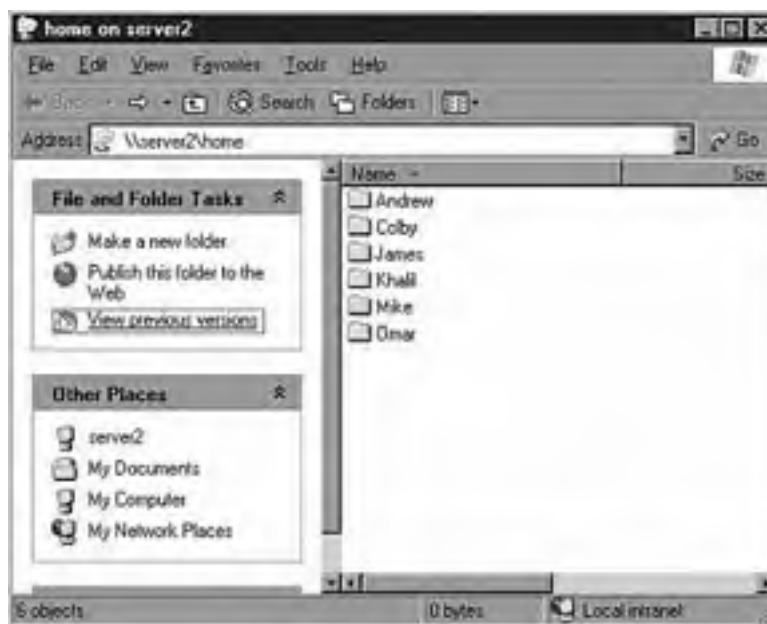 home on server2
File Edit View Favorites Tools Help
Back Search Folders
Address \\server2\home Go
Name Size
File and Folder Tasks
Make a new folder
Publish this folder to the
Web
View previous versions
Other Places
server2
My Documents
My Computer
My Network Places
Andrew
Colby
James
Khalil
Mike
Omar
6 objects 0 bytes Local intranet